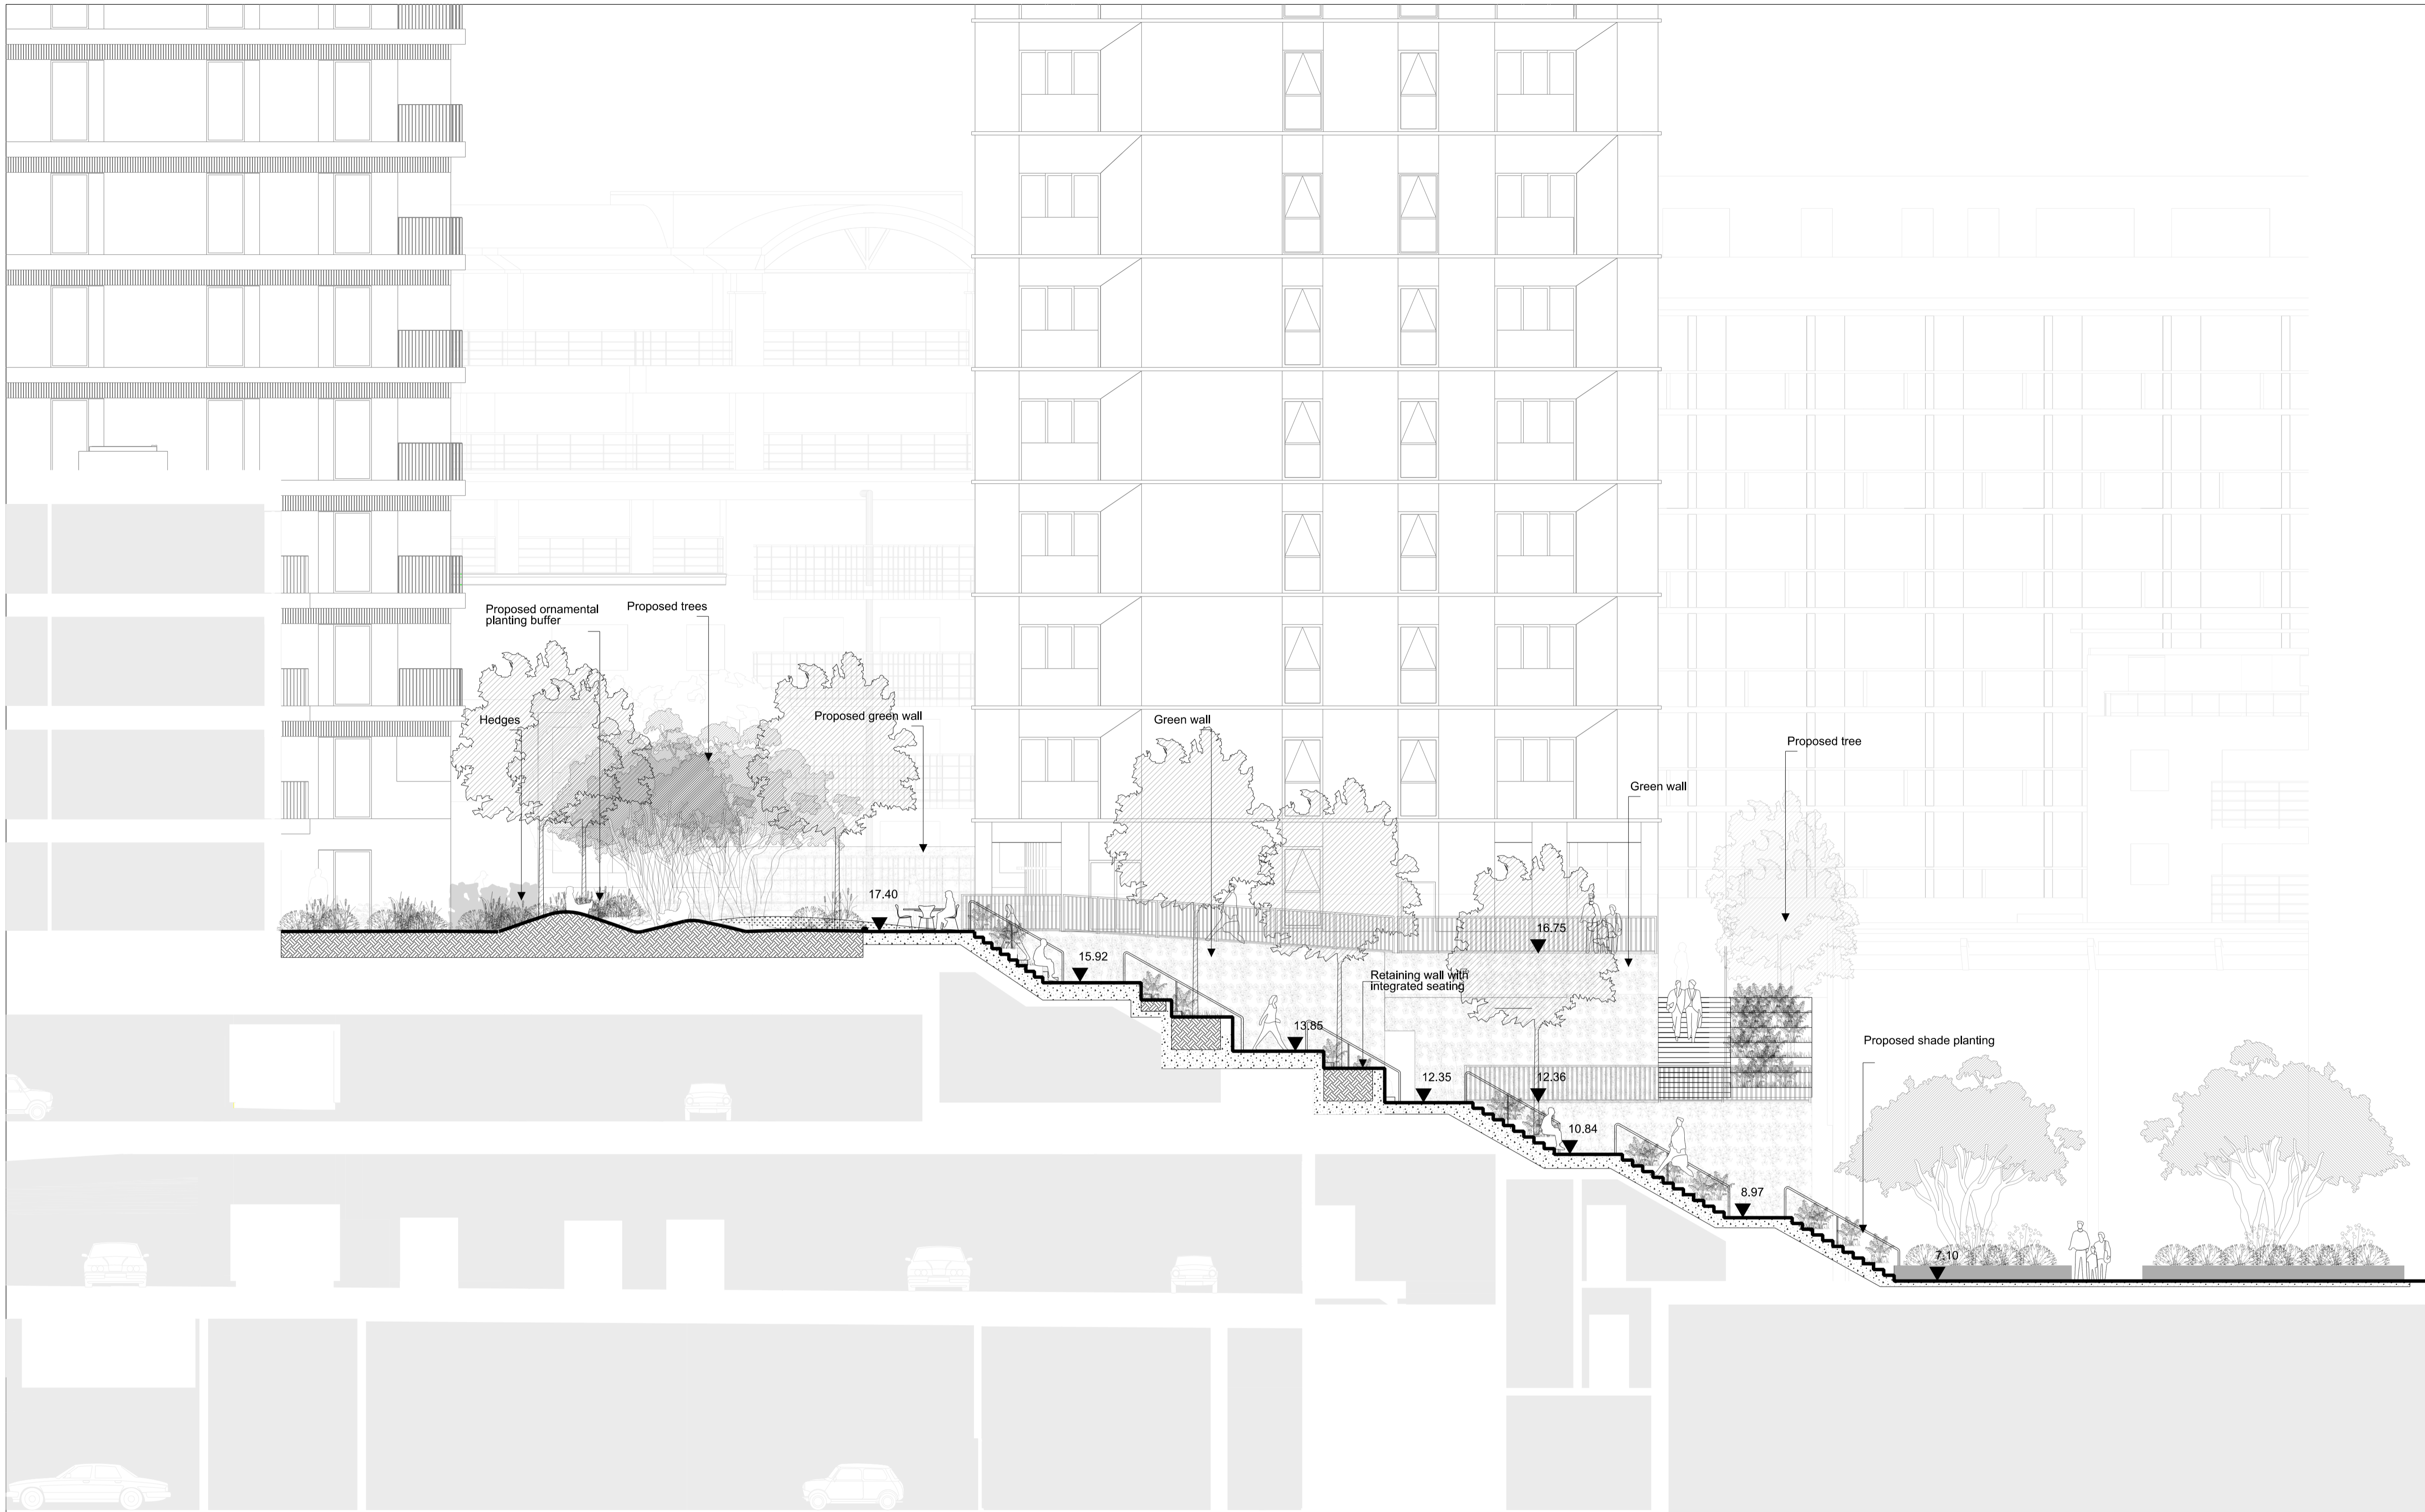 Proposed ornamental
planting buffer
Proposed trees
Hedges
Proposed green wall
Green wall
Proposed tree
Green wall
17.40
16.75
15.92
Retaining wall with
integrated seating
13.85
Proposed shade planting
12.35
12.36
10.84
8.97
7.10